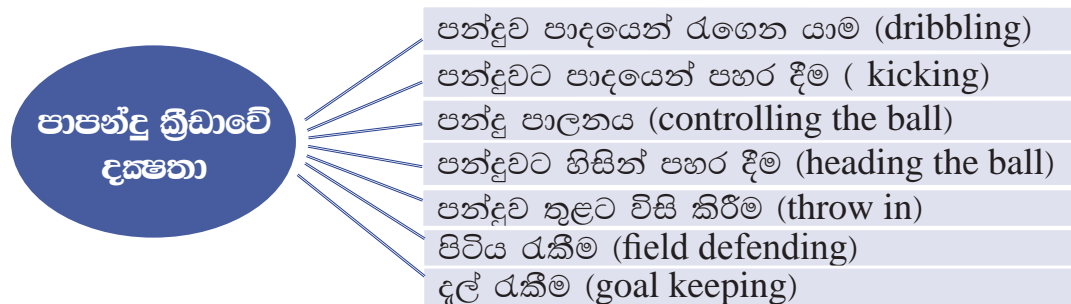 පාපන්දු ක්‍රීඩාවේ
දක්ෂතා
පන්දුව පාදයෙන් රැගෙන යාම (dribbling)
පන්දුවට පාදයෙන් පහර දීම ( kicking)
පන්දු පාලනය (controlling the ball)
පන්දුවට හිසින් පහර දීම (heading the ball)
පන්දුව තුළට විසි කිරීම (throw in)
පිටිය රැකීම (field defending)
දැල් රැකීම (goal keeping)